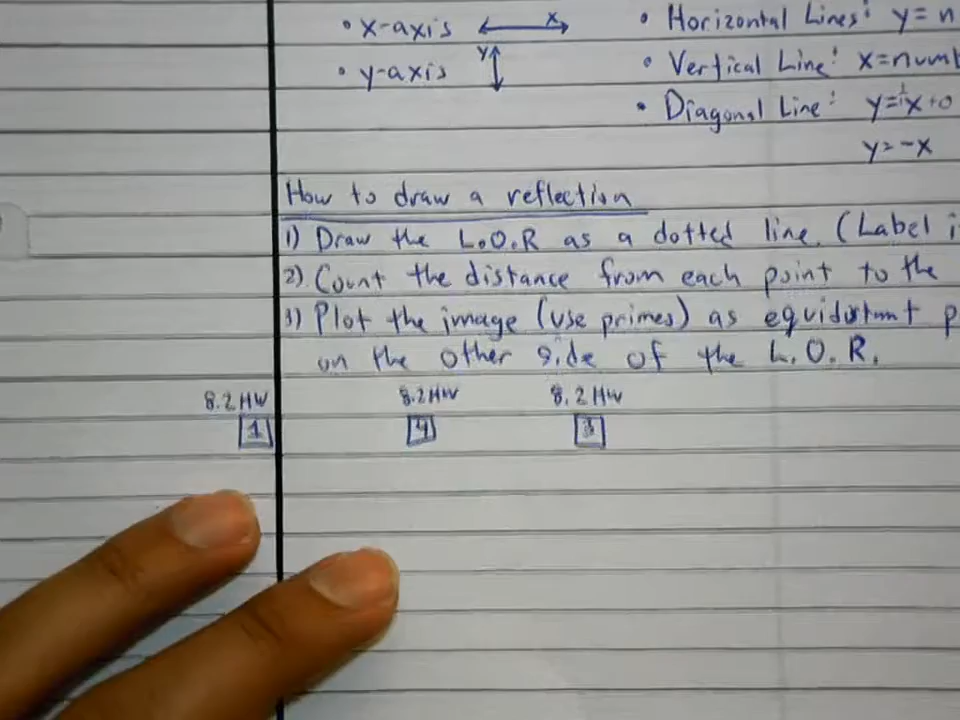 • x-axis x
• y-axis y
• Horizontal Lines: y = n
• Vertical Line: x=numb
• Diagonal Line: y=1x+0
y=-x
How to draw a reflection
1) Draw the L.O.R as a dotted line. (Label i
2) Count the distance from each point to the
3) Plot the image (use primes) as equidistant p
on the other side of the L.O.R.
8.2 HW 8.2 HW 8.2 HW
1 4 3